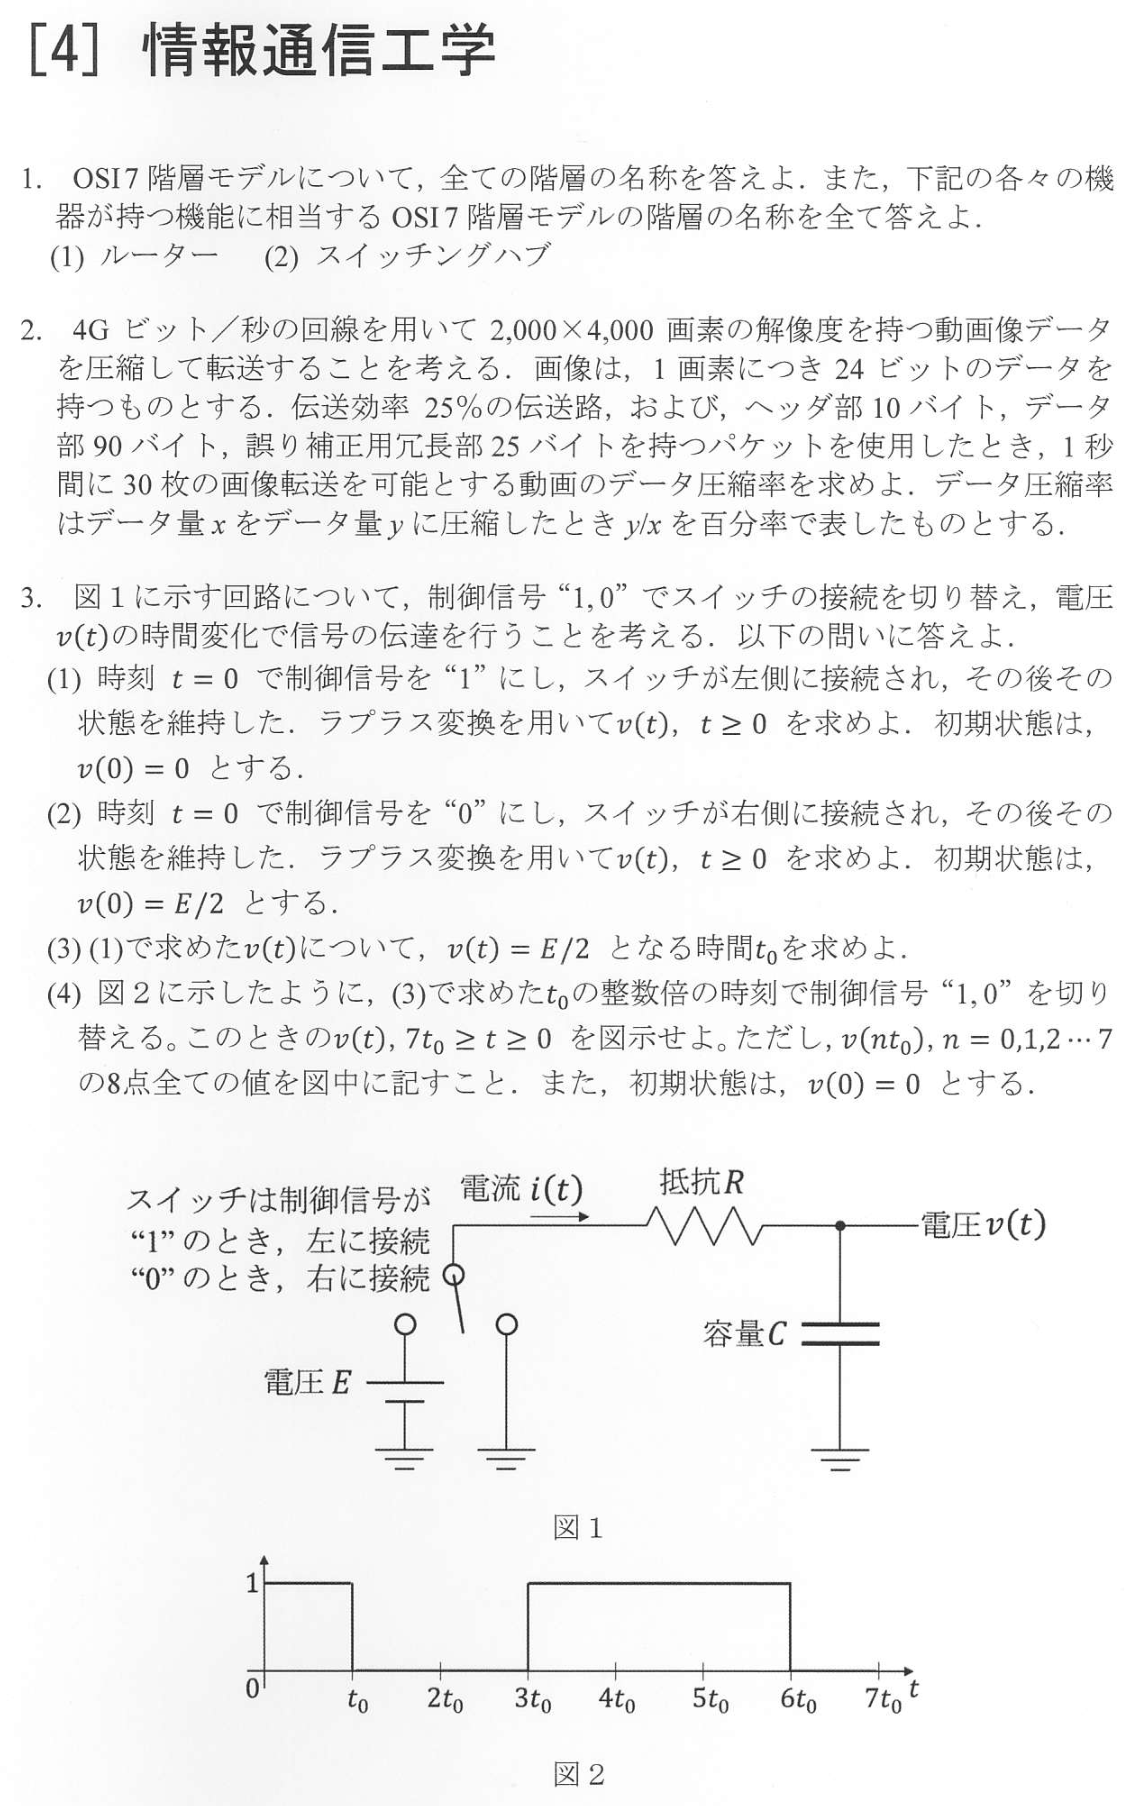 [4] 情報通信工学
1. OSI7 階層モデルについて，全ての階層の名称を答えよ．また，下記の各々の機
器が持つ機能に相当する OSI7 階層モデルの階層の名称を全て答えよ．
(1) ルーター (2) スイッチングハブ
2. 4G ビット／秒の回線を用いて 2,000×4,000 画素の解像度を持つ動画像データ
を圧縮して転送することを考える．画像は，1 画素につき 24 ビットのデータを
持つものとする．伝送効率 25%の伝送路，および，ヘッダ部 10 バイト，データ
部 90 バイト，誤り補正用冗長部 25 バイトを持つパケットを使用したとき，1 秒
間に 30 枚の画像転送を可能とする動画のデータ圧縮率を求めよ．データ圧縮率
はデータ量 x をデータ量 y に圧縮したとき y/x を百分率で表したものとする．
3. 図１に示す回路について，制御信号 “1, 0” でスイッチの接続を切り替え，電圧
v(t)の時間変化で信号の伝達を行うことを考える．以下の問いに答えよ．
(1) 時刻 t = 0 で制御信号を “1” にし，スイッチが左側に接続され，その後その
状態を維持した．ラプラス変換を用いてv(t)，t ≥ 0 を求めよ．初期状態は，
v(0) = 0 とする．
(2) 時刻 t = 0 で制御信号を “0” にし，スイッチが右側に接続され，その後その
状態を維持した．ラプラス変換を用いてv(t)，t ≥ 0 を求めよ．初期状態は，
v(0) = E/2 とする．
(3) (1)で求めたv(t)について，v(t) = E/2 となる時間t₀を求めよ．
(4) 図２に示したように，(3)で求めたt₀の整数倍の時刻で制御信号 “1, 0” を切り
替える。このときのv(t), 7t₀ ≥ t ≥ 0 を図示せよ。ただし, v(nt₀), n = 0,1,2 ⋯ 7
の8点全ての値を図中に記すこと．また，初期状態は，v(0) = 0 とする．
スイッチは制御信号が
“1” のとき，左に接続
“0” のとき，右に接続
電流 i(t)
抵抗R
電圧v(t)
容量C
電圧 E
図１
1
0
t₀ 2t₀ 3t₀ 4t₀ 5t₀ 6t₀ 7t₀ t
図２